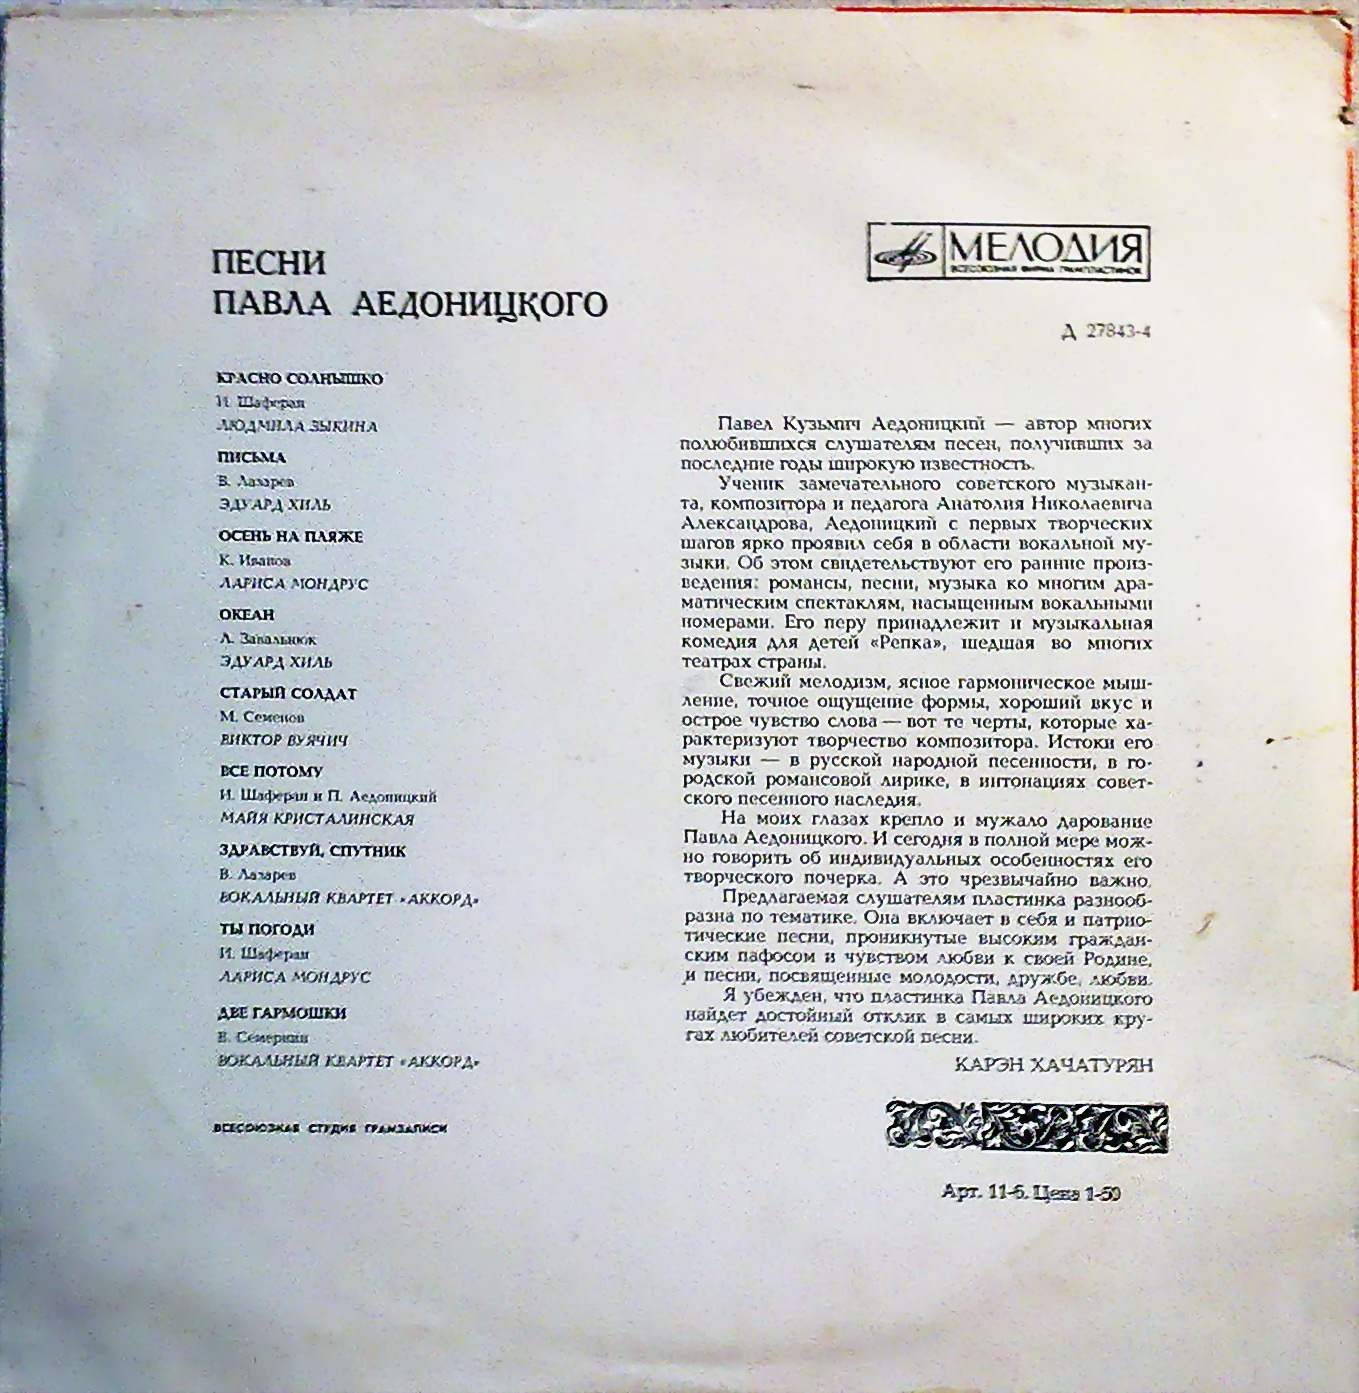 ПЕСНИ
ПАВЛА АЕДОНИЦКОГО
КРАСНО СОЛНЫШКО
И. Шаферан
ЛЮДМИЛА ЗЫКИНА
ПИСЬМА
В. Лазарев
ЭДУАРД ХИЛЬ
ОСЕНЬ НА ПЛЯЖЕ
К. Иванов
ЛАРИСА МОНДРУС
ОКЕАН
Л. Завальнюк
ЭДУАРД ХИЛЬ
СТАРЫЙ СОЛДАТ
М. Семенов
ВИКТОР ВУЯЧИЧ
ВСЕ ПОТОМУ
И. Шаферан и П. Аедоницкий
МАЙЯ КРИСТАЛИНСКАЯ
ЗДРАВСТВУЙ, СПУТНИК
В. Лазарев
ВОКАЛЬНЫЙ КВАРТЕТ «АККОРД»
ТЫ ПОГОДИ
И. Шаферан
ЛАРИСА МОНДРУС
ДВЕ ГАРМОШКИ
В. Семернин
ВОКАЛЬНЫЙ КВАРТЕТ «АККОРД»
ВСЕСОЮЗНАЯ СТУДИЯ ГРАМЗАПИСИ
МЕЛОДИЯ
ВСЕСОЮЗНАЯ ФИРМА ГРАМПЛАСТИНОК
Д 27843-4
Павел Кузьмич Аедоницкий — автор многих
полюбившихся слушателям песен, получивших за
последние годы широкую известность.
Ученик замечательного советского музыкан-
та, композитора и педагога Анатолия Николаевича
Александрова, Аедоницкий с первых творческих
шагов ярко проявил себя в области вокальной му-
зыки. Об этом свидетельствуют его ранние произ-
ведения: романсы, песни, музыка ко многим дра-
матическим спектаклям, насыщенным вокальными
номерами. Его перу принадлежит и музыкальная
комедия для детей «Репка», шедшая во многих
театрах страны.
Свежий мелодизм, ясное гармоническое мыш-
ление, точное ощущение формы, хороший вкус и
острое чувство слова — вот те черты, которые ха-
рактеризуют творчество композитора. Истоки его
музыки — в русской народной песенности, в го-
родской романсовой лирике, в интонациях совет-
ского песенного наследия.
На моих глазах крепло и мужало дарование
Павла Аедоницкого. И сегодня в полной мере мож-
но говорить об индивидуальных особенностях его
творческого почерка. А это чрезвычайно важно.
Предлагаемая слушателям пластинка разнооб-
разна по тематике. Она включает в себя и патрио-
тические песни, проникнутые высоким граждан-
ским пафосом и чувством любви к своей Родине,
и песни, посвященные молодости, дружбе, любви.
Я убежден, что пластинка Павла Аедоницкого
найдет достойный отклик в самых широких кру-
гах любителей советской песни.
КАРЭН ХАЧАТУРЯН
Арт. 11-6. Цена 1-50